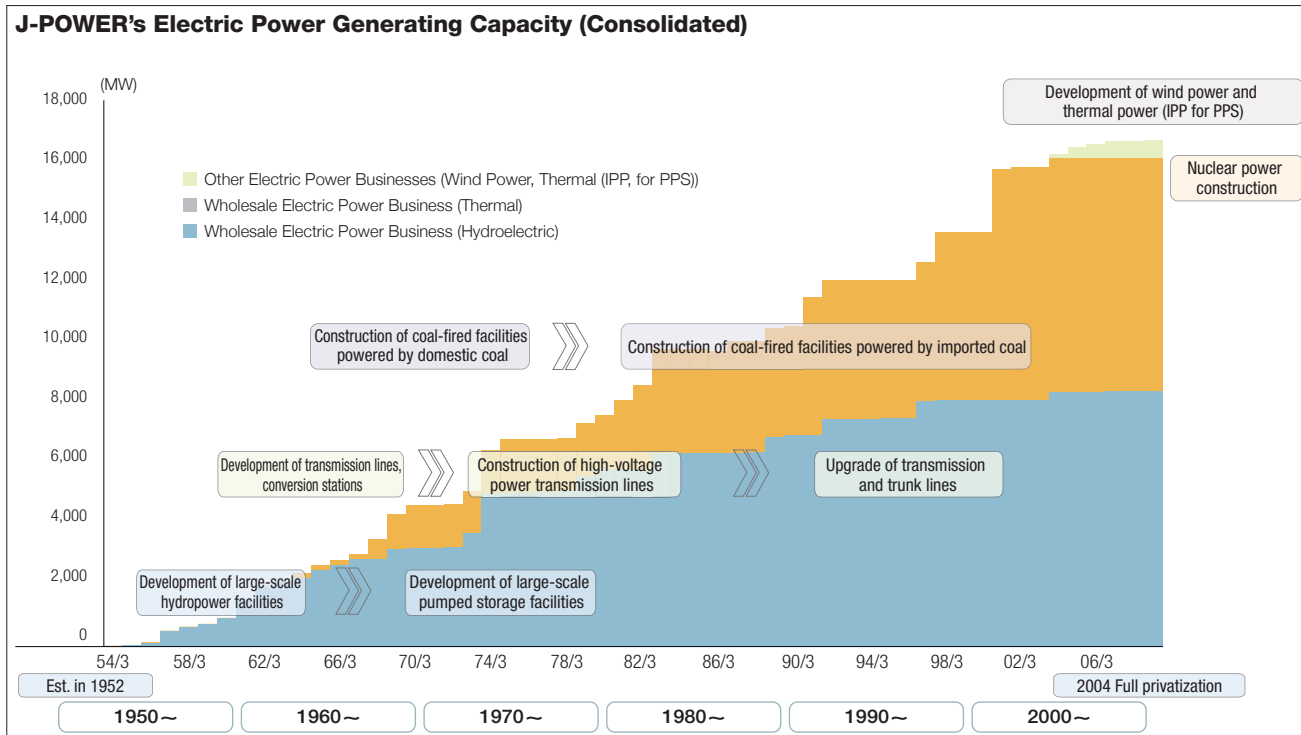 J-POWER's Electric Power Generating Capacity (Consolidated)
(MW)
18,000
16,000
14,000
12,000
10,000
8,000
6,000
4,000
2,000
0
Development of wind power and
thermal power (IPP for PPS)
Nuclear power
construction
Other Electric Power Businesses (Wind Power, Thermal (IPP, for PPS))
Wholesale Electric Power Business (Thermal)
Wholesale Electric Power Business (Hydroelectric)
Construction of coal-fired facilities
powered by domestic coal
Construction of coal-fired facilities powered by imported coal
Development of transmission lines,
conversion stations
Construction of high-voltage
power transmission lines
Upgrade of transmission
and trunk lines
Development of large-scale
hydropower facilities
Development of large-scale
pumped storage facilities
54/3 58/3 62/3 66/3 70/3 74/3 78/3 82/3 86/3 90/3 94/3 98/3 02/3 06/3
Est. in 1952
2004 Full privatization
1950~ 1960~ 1970~ 1980~ 1990~ 2000~